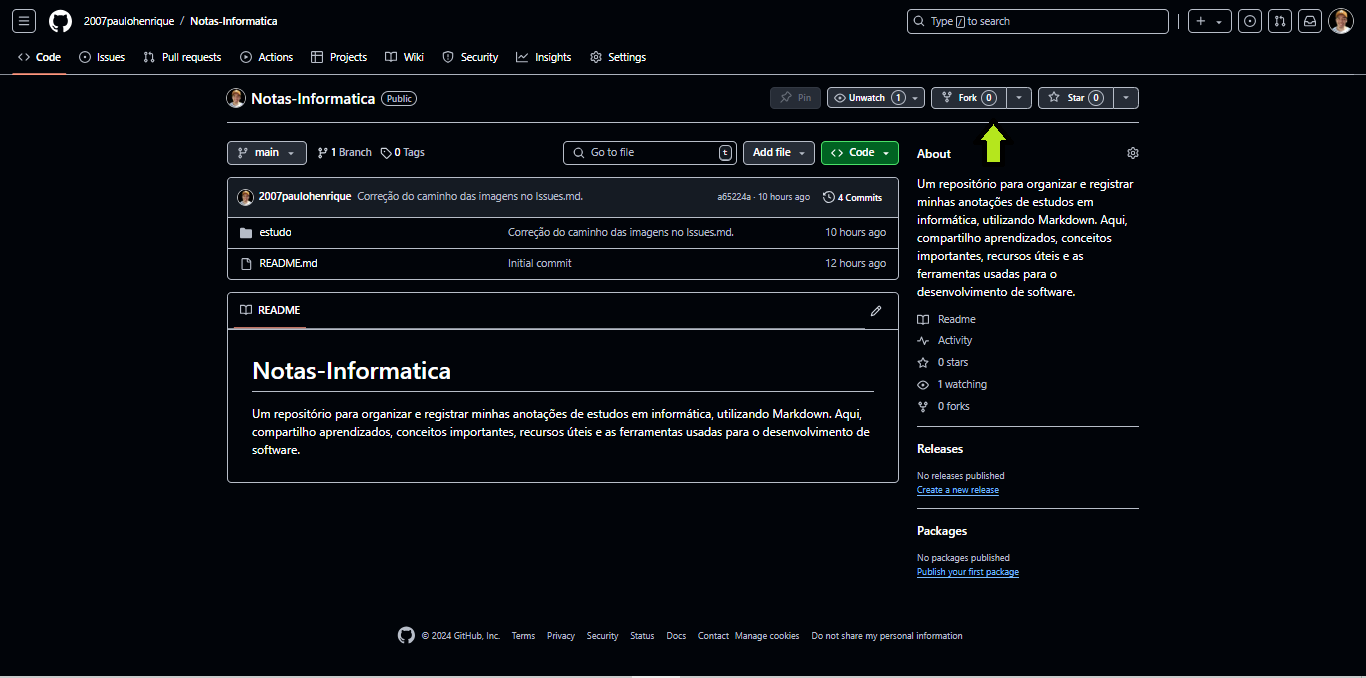 2007paulohenrique / Notas-Informatica
Type / to search
Code Issues Pull requests Actions Projects Wiki Security Insights Settings
Notas-Informatica Public
Pin Unwatch 1 Fork 0 Star 0
main 1 Branch 0 Tags Go to file t Add file Code
2007paulohenrique Correção do caminho das imagens no Issues.md. a65224a · 10 hours ago 4 Commits
estudo Correção do caminho das imagens no Issues.md. 10 hours ago
README.md Initial commit 12 hours ago
README
Notas-Informatica
Um repositório para organizar e registrar minhas anotações de estudos em informática, utilizando Markdown. Aqui,
compartilho aprendizados, conceitos importantes, recursos úteis e as ferramentas usadas para o desenvolvimento de
software.
About
Um repositório para organizar e registrar
minhas anotações de estudos em
informática, utilizando Markdown. Aqui,
compartilho aprendizados, conceitos
importantes, recursos úteis e as
ferramentas usadas para o
desenvolvimento de software.
Readme
Activity
0 stars
1 watching
0 forks
Releases
No releases published
Create a new release
Packages
No packages published
Publish your first package
© 2024 GitHub, Inc. Terms Privacy Security Status Docs Contact Manage cookies Do not share my personal information